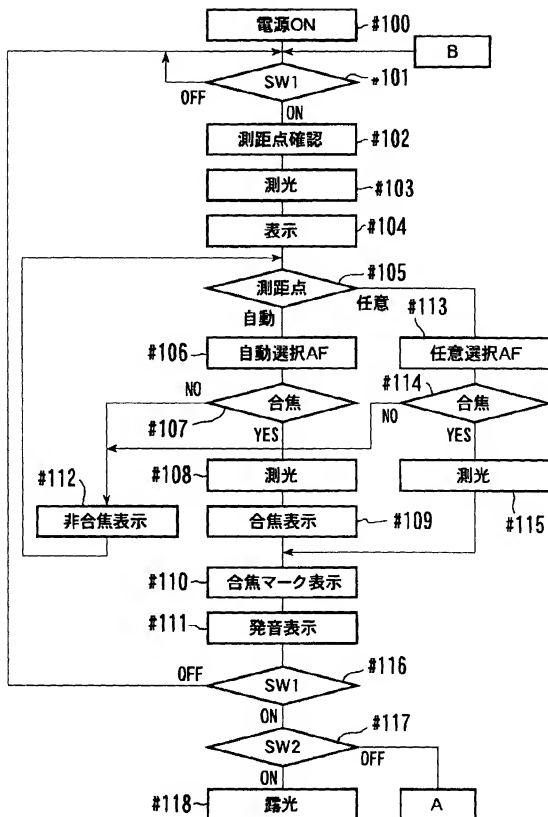 電源ON
#100
B
SW1
#101
OFF
ON
測距点確認
#102
測光
#103
表示
#104
測距点
#105
自動
任意
#113
#106
自動選択AF
任意選択AF
#114
NO
合焦
NO
合焦
#107
YES
YES
#108
測光
測光
#112
非合焦表示
合焦表示
#109
#115
#110
合焦マーク表示
#111
発音表示
OFF
SW1
#116
ON
#117
SW2
OFF
ON
#118
露光
A